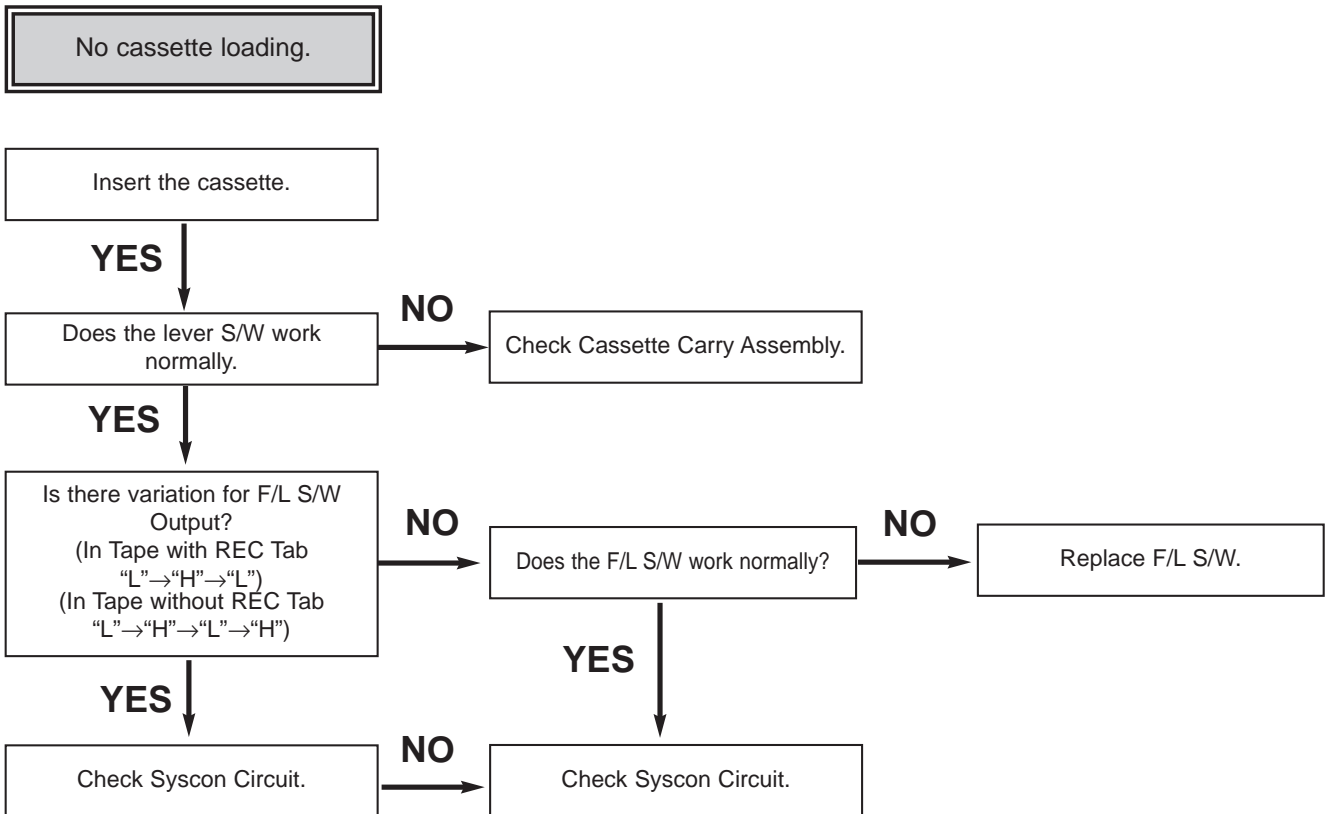 No cassette loading.
Insert the cassette.
YES
NO
Does the lever S/W work
normally.
Check Cassette Carry Assembly.
YES
Is there variation for F/L S/W
Output?
(In Tape with REC Tab
“L”→“H”→“L”)
(In Tape without REC Tab
“L”→“H”→“L”→“H”)
NO
Does the F/L S/W work normally?
NO
Replace F/L S/W.
YES
YES
Check Syscon Circuit.
NO
Check Syscon Circuit.